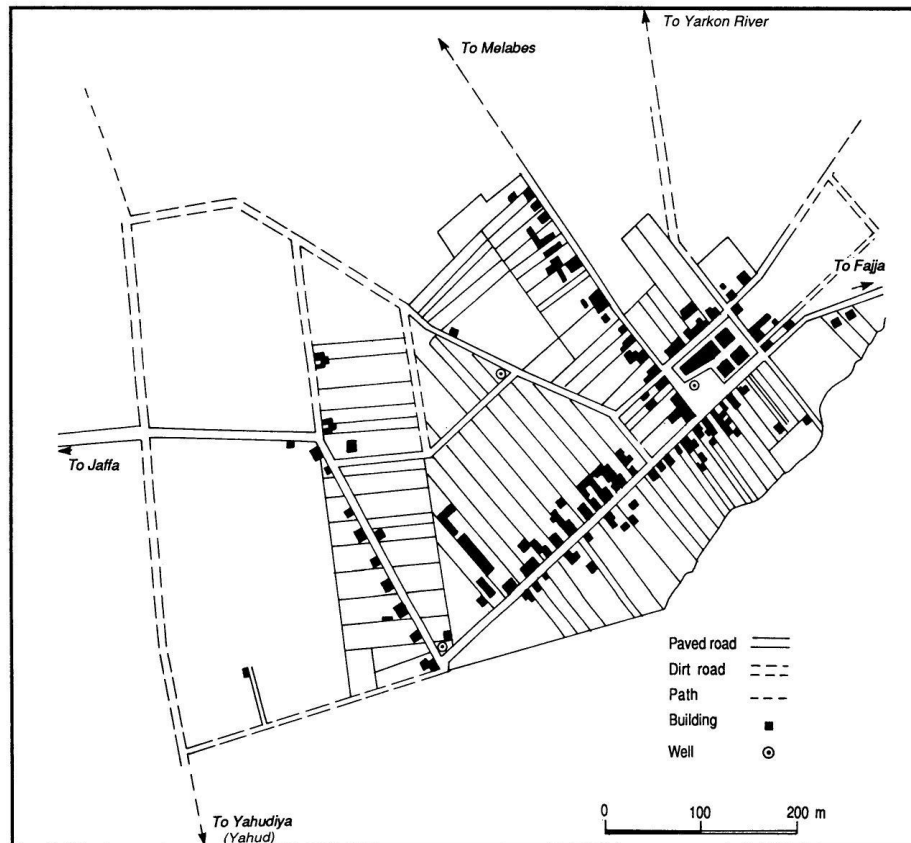 To Yarkon River
To Melabes
To Fajja
To Jaffa
Paved road
Dirt road
Path
Building
Well
0 100 200 m
To Yahudiya
(Yahud)